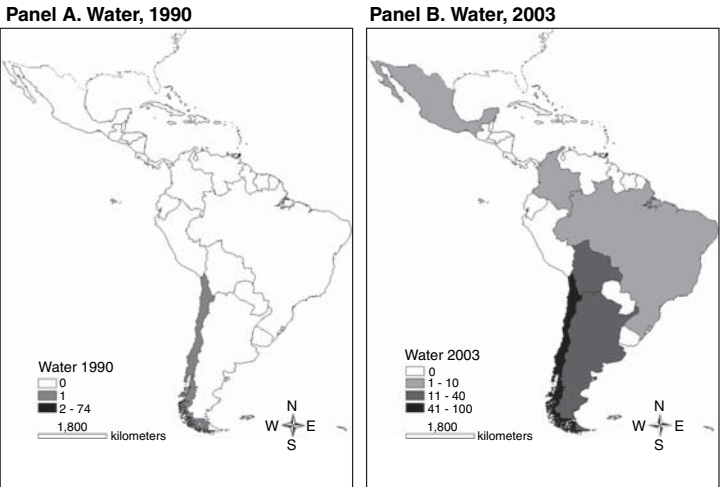 Panel A. Water, 1990
Water 1990
0
1
2 - 74
1,800
kilometers
N
W E
S
Panel B. Water, 2003
Water 2003
0
1 - 10
11 - 40
41 - 100
1,800
kilometers
N
W E
S